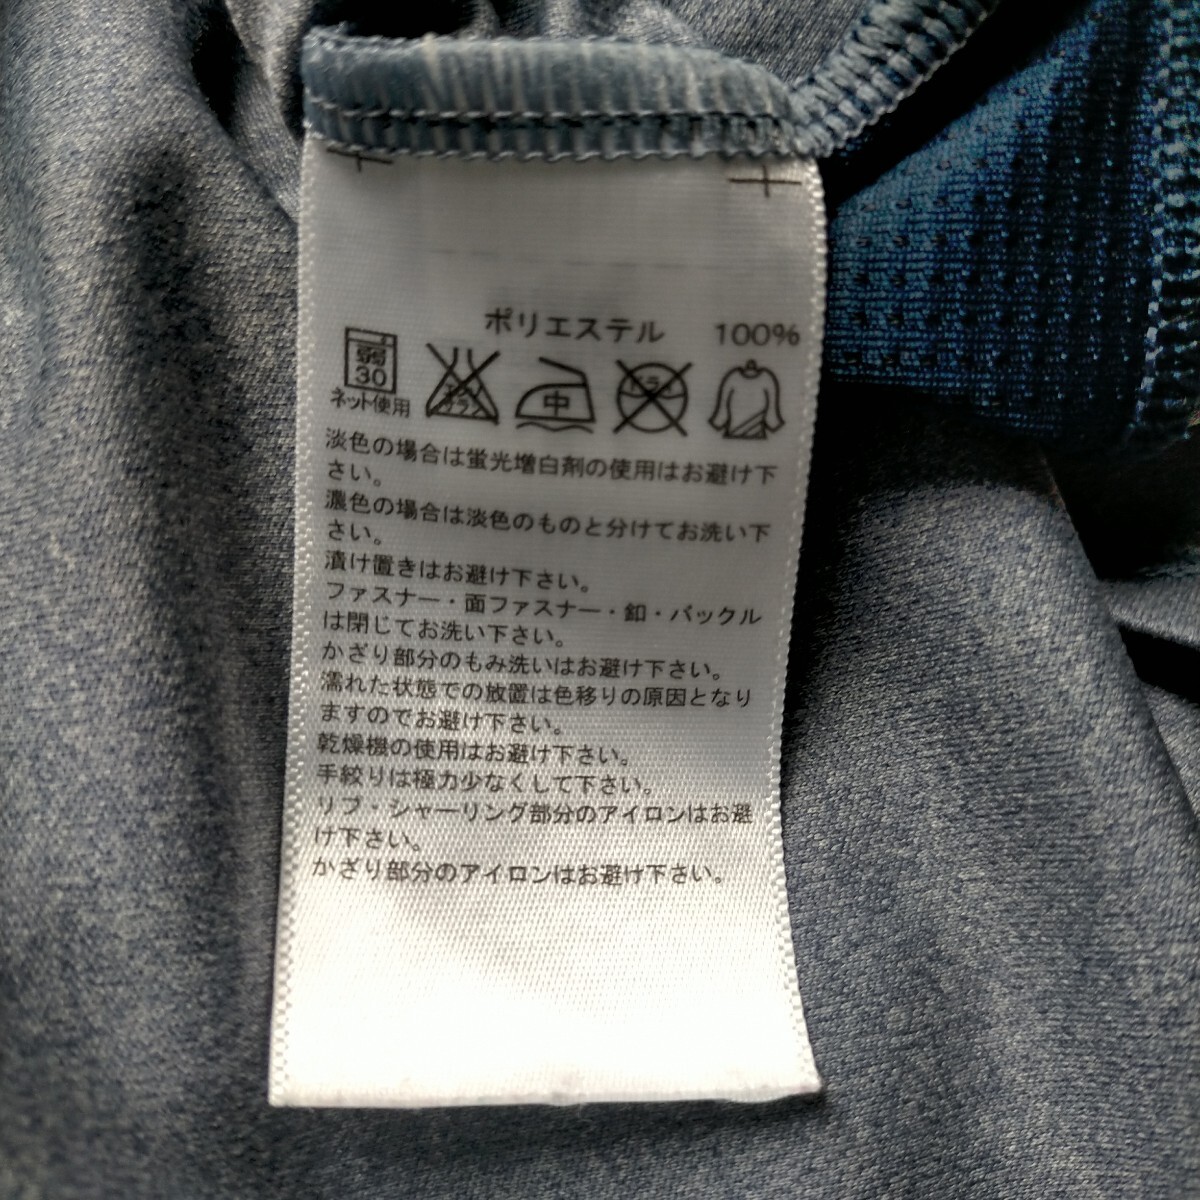 ポリエステル 100%
弱
30
エンソ
サラシ
中
ドライ
ネット使用
淡色の場合は蛍光増白剤の使用はお避け下
さい。
濃色の場合は淡色のものと分けてお洗い下
さい。
漬け置きはお避け下さい。
ファスナー・面ファスナー・釦・バックル
は閉じてお洗い下さい。
かざり部分のもみ洗いはお避け下さい。
濡れた状態での放置は色移りの原因となり
ますのでお避け下さい。
乾燥機の使用はお避け下さい。
手絞りは極力少なくして下さい。
リブ・シャーリング部分のアイロンはお避
け下さい。
かざり部分のアイロンはお避け下さい。